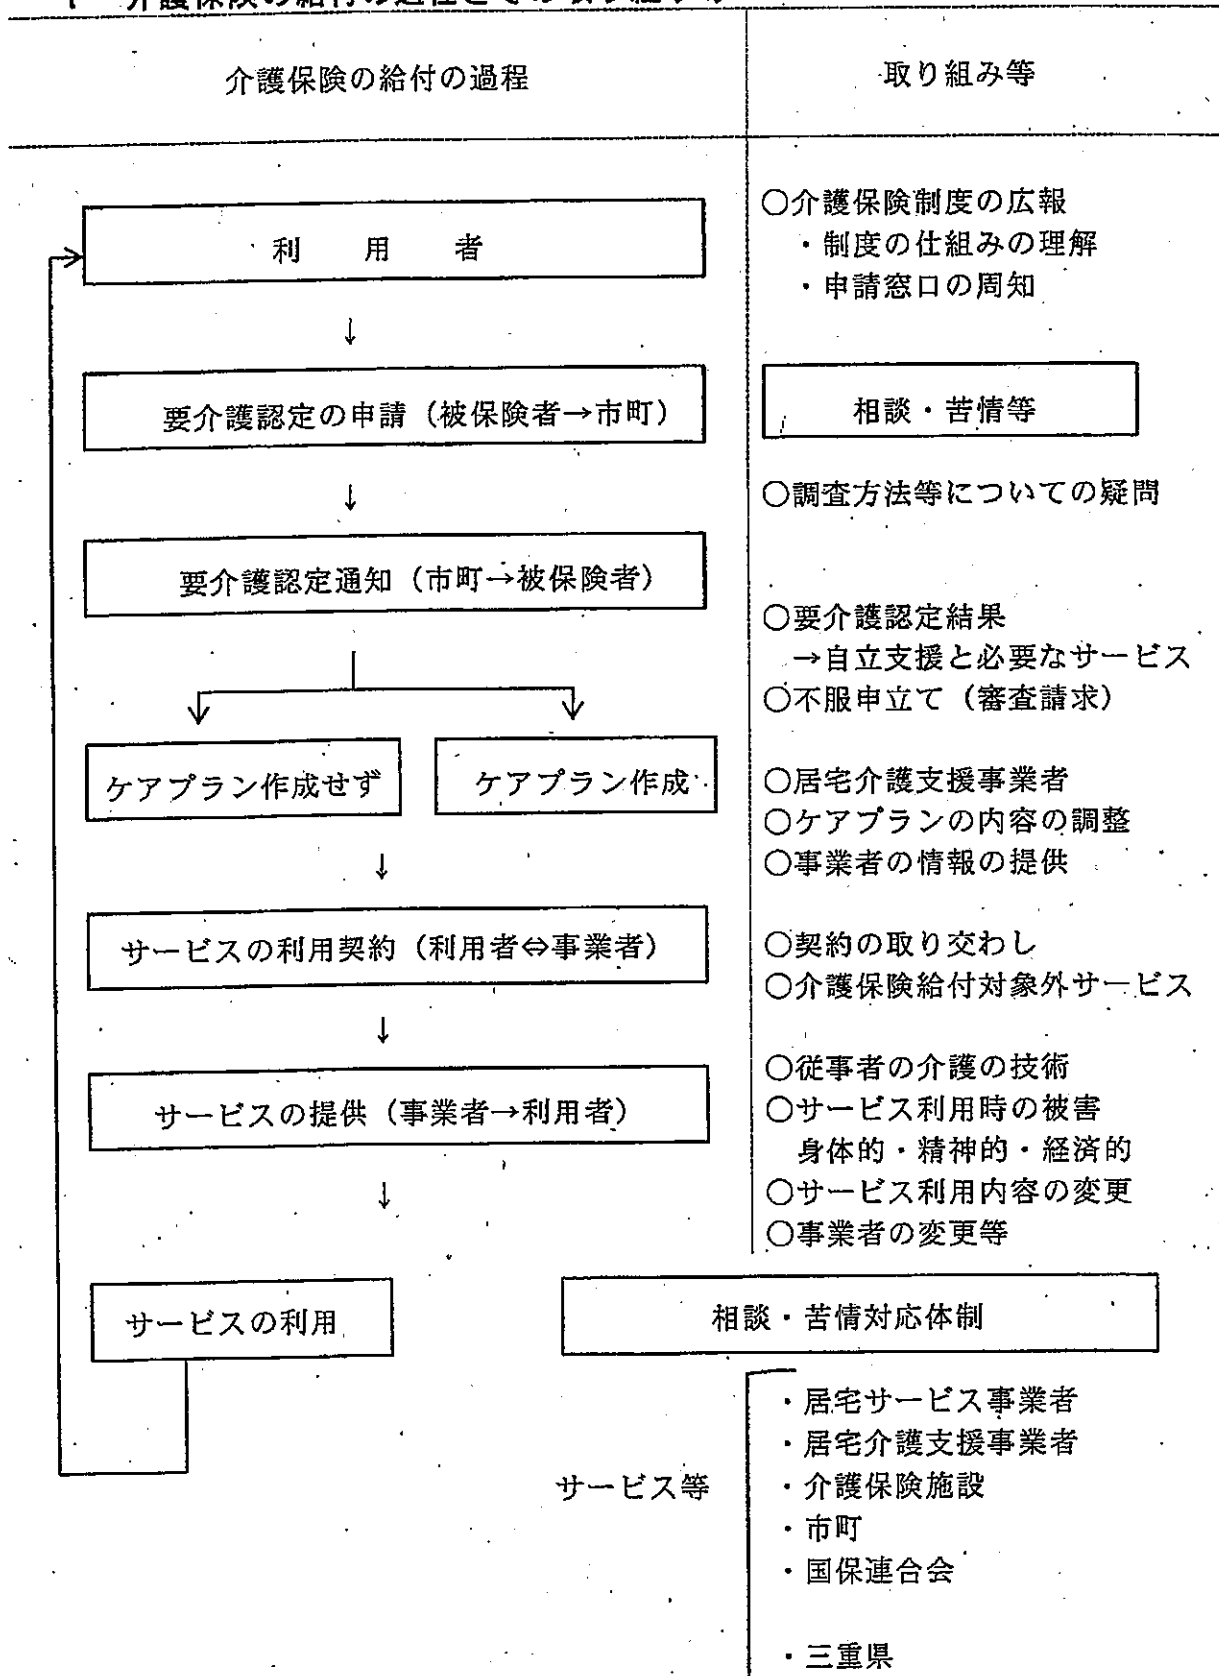 介護保険の給付の過程
取り組み等
利 用 者
↓
要介護認定の申請(被保険者→市町)
↓
要介護認定通知(市町→被保険者)
ケアプラン作成せず
ケアプラン作成
↓
サービスの利用契約(利用者⇔事業者)
↓
サービスの提供(事業者→利用者)
↓
サービスの利用
○介護保険制度の広報
・制度の仕組みの理解
・申請窓口の周知
相談・苦情等
○調査方法等についての疑問
○要介護認定結果
→自立支援と必要なサービス
○不服申立て(審査請求)
○居宅介護支援事業者
○ケアプランの内容の調整
○事業者の情報の提供
○契約の取り交わし
○介護保険給付対象外サービス
○従事者の介護の技術
○サービス利用時の被害
身体的・精神的・経済的
○サービス利用内容の変更
○事業者の変更等
相談・苦情対応体制
サービス等
・居宅サービス事業者
・居宅介護支援事業者
・介護保険施設
・市町
・国保連合会
・三重県